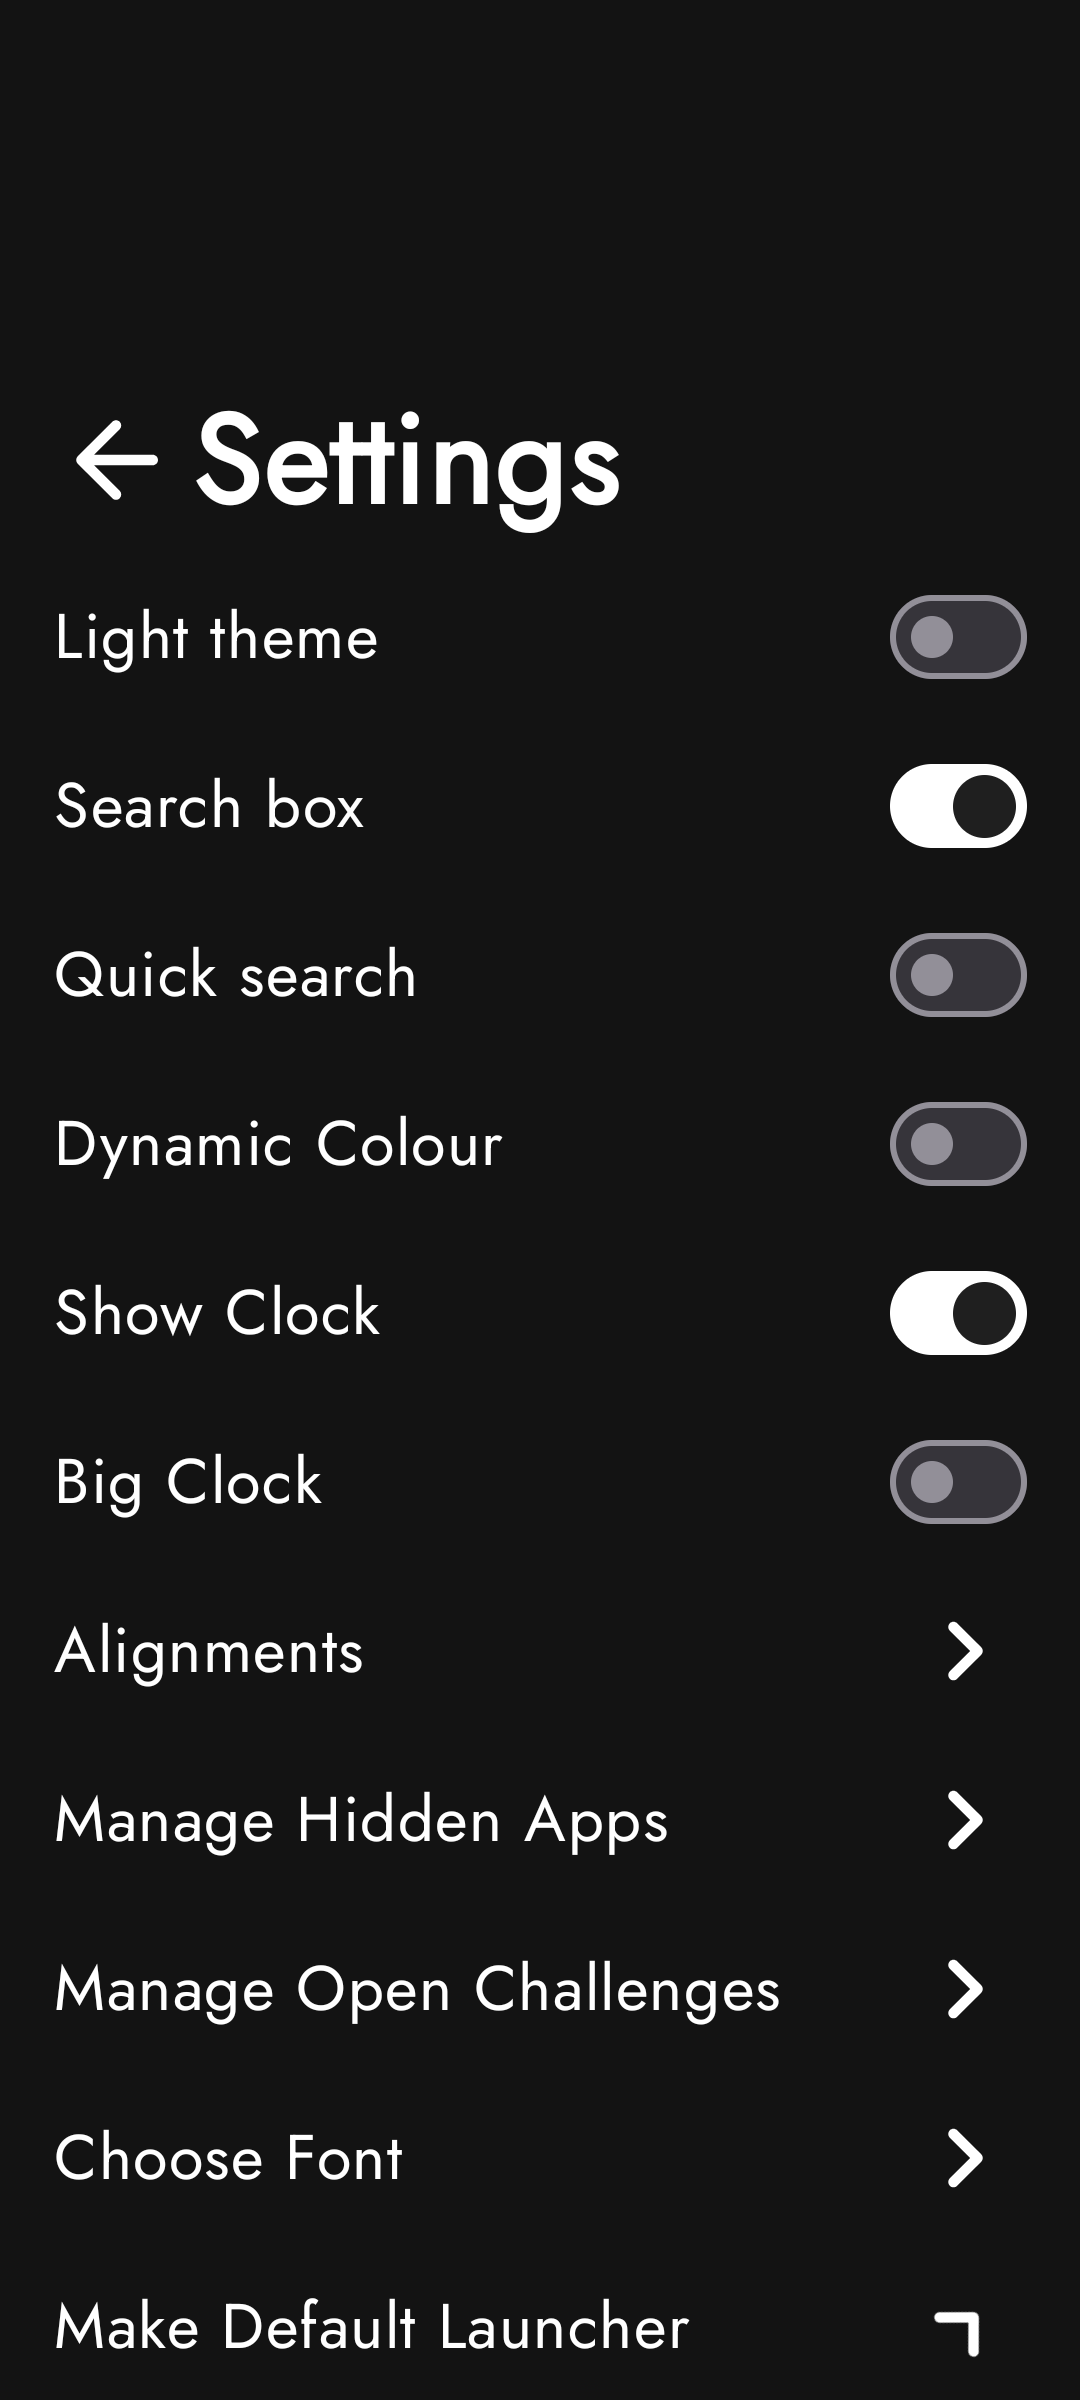 Settings
Light theme
Search box
Quick search
Dynamic Colour
Show Clock
Big Clock
Alignments
Manage Hidden Apps
Manage Open Challenges
Choose Font
Make Default Launcher